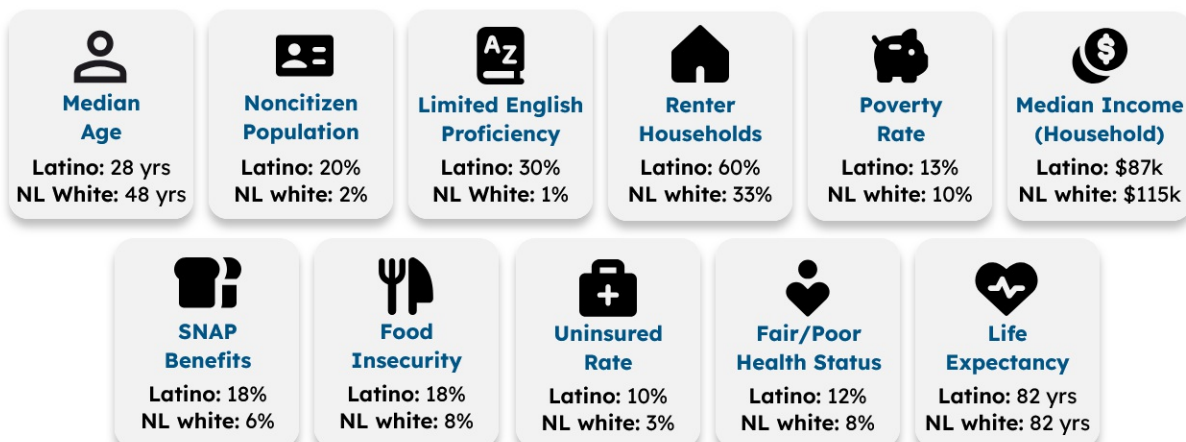 AZ
Median
Age
Latino: 28 yrs
NL White: 48 yrs
Noncitizen
Population
Latino: 20%
NL white: 2%
Limited English
Proficiency
Latino: 30%
NL White: 1%
Renter
Households
Latino: 60%
NL white: 33%
Poverty
Rate
Latino: 13%
NL white: 10%
$
Median Income
(Household)
Latino: $87k
NL white: $115k
SNAP
Benefits
Latino: 18%
NL white: 6%
Food
Insecurity
Latino: 18%
NL white: 8%
Uninsured
Rate
Latino: 10%
NL white: 3%
Fair/Poor
Health Status
Latino: 12%
NL white: 8%
Life
Expectancy
Latino: 82 yrs
NL white: 82 yrs